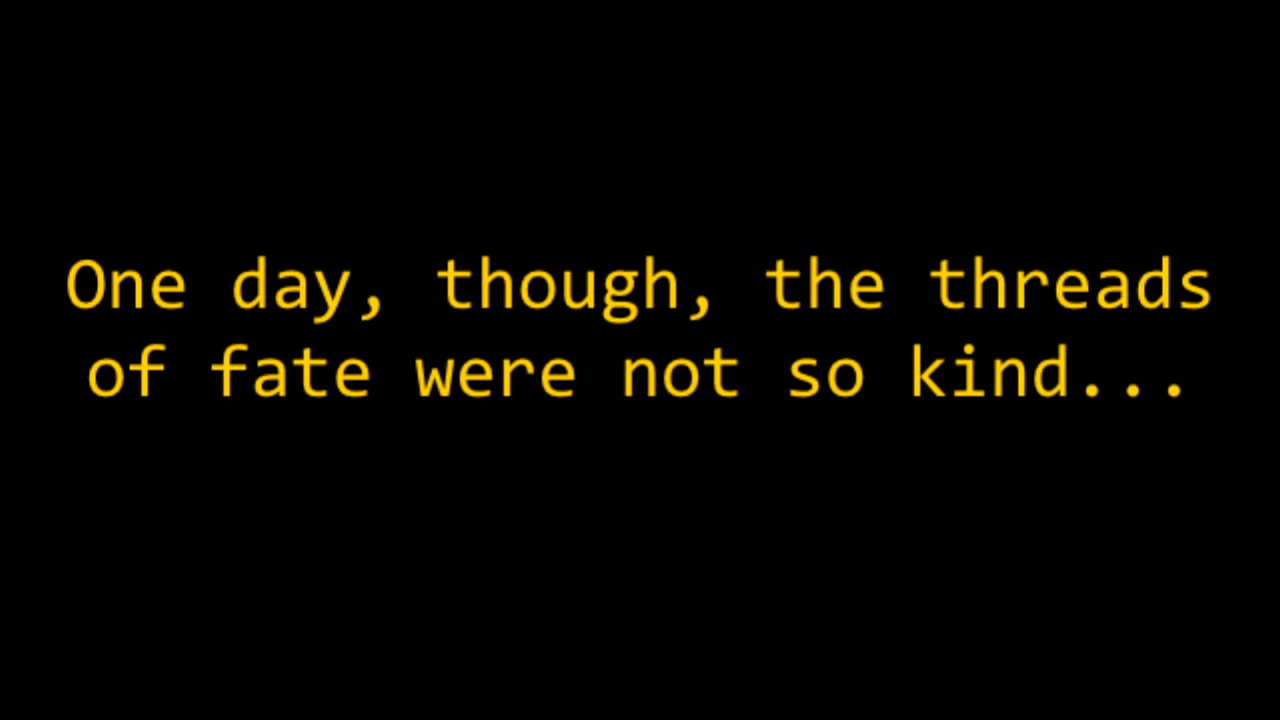 One day, though, the threads
of fate were not so kind...